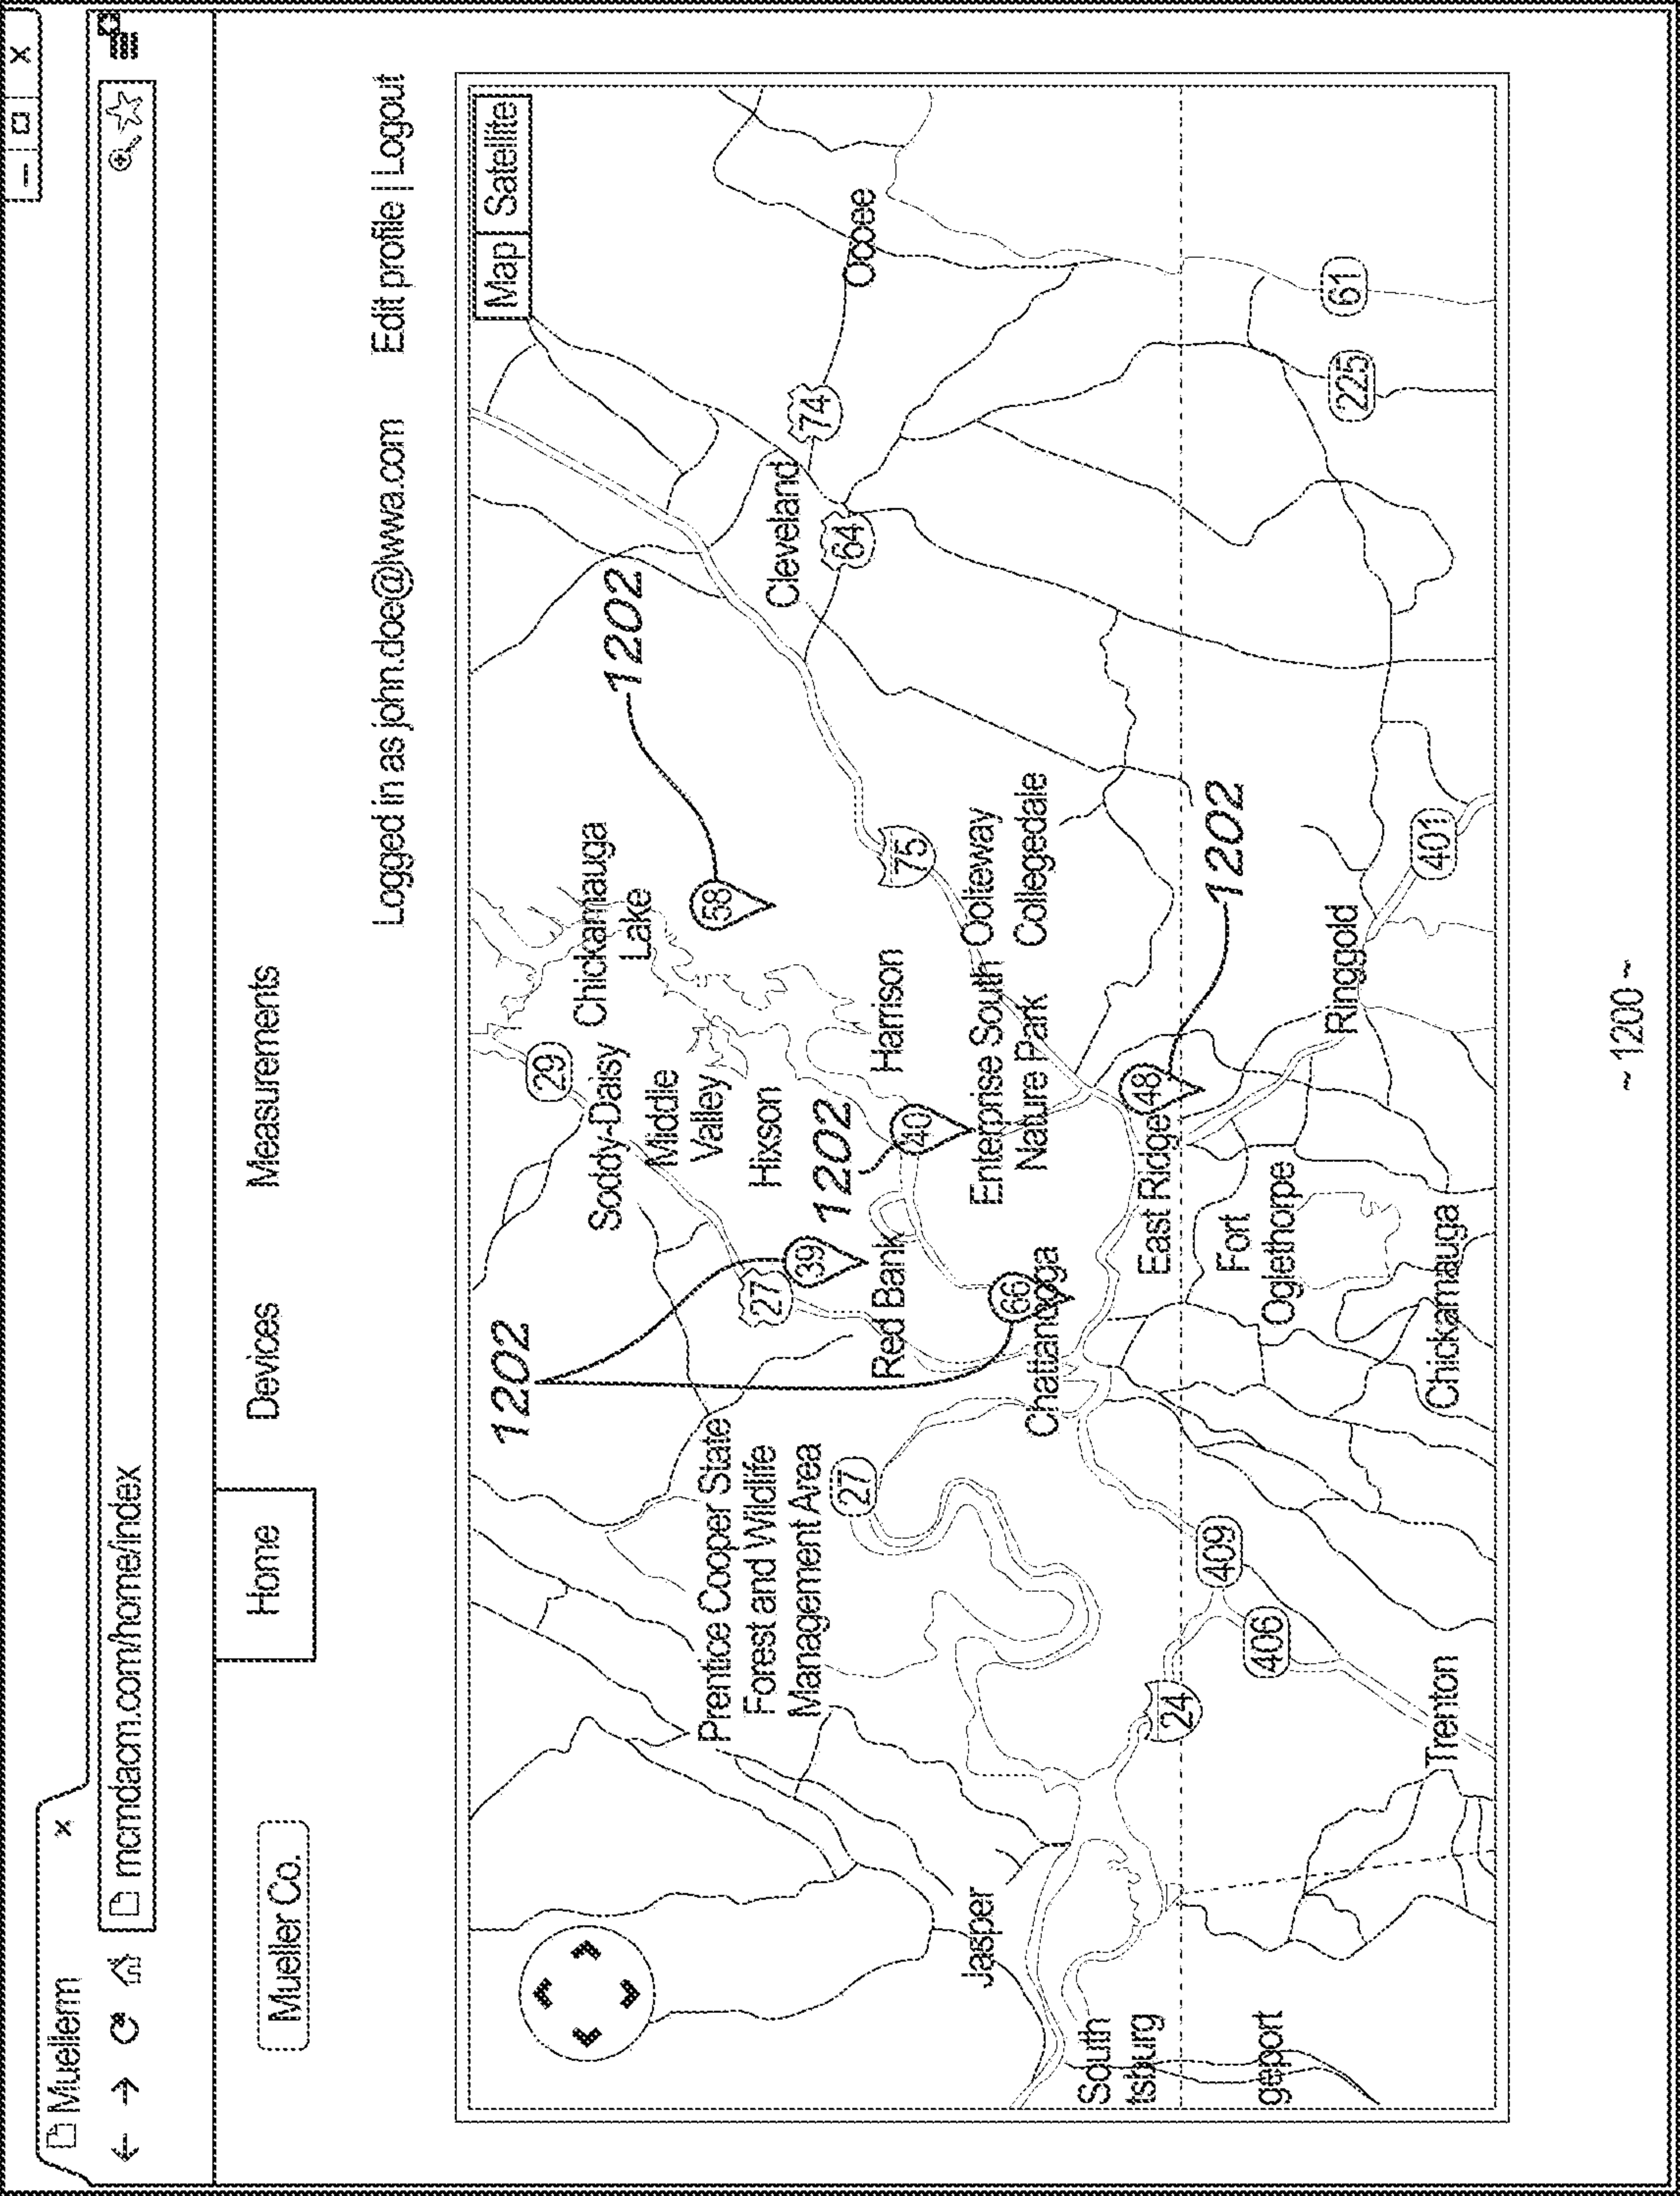 Muellerm x
mcmdacm.com/home/index
Mueller Co.
Home
Devices
Measurements
Logged in as john.doe@lwwa.com
Edit profile | Logout
Map
Satellite
1202
29
Soddy-Daisy
Chickamauga
Lake
1202
Middle
Valley
58
Prentice Cooper State
Forest and Wildlife
Management Area
27
39
Hixson
1202
Cleveland
74
64
Ocoee
27
Red Bank
40
Harrison
75
Jasper
66
Chattanooga
Enterprise South
Nature Park
Oolteway
Collegedale
South
tsburg
24
East Ridge
48
1202
409
406
Fort
Oglethorpe
geport
Ringgold
61
225
401
Trenton
Chickamauga
~ 1200 ~